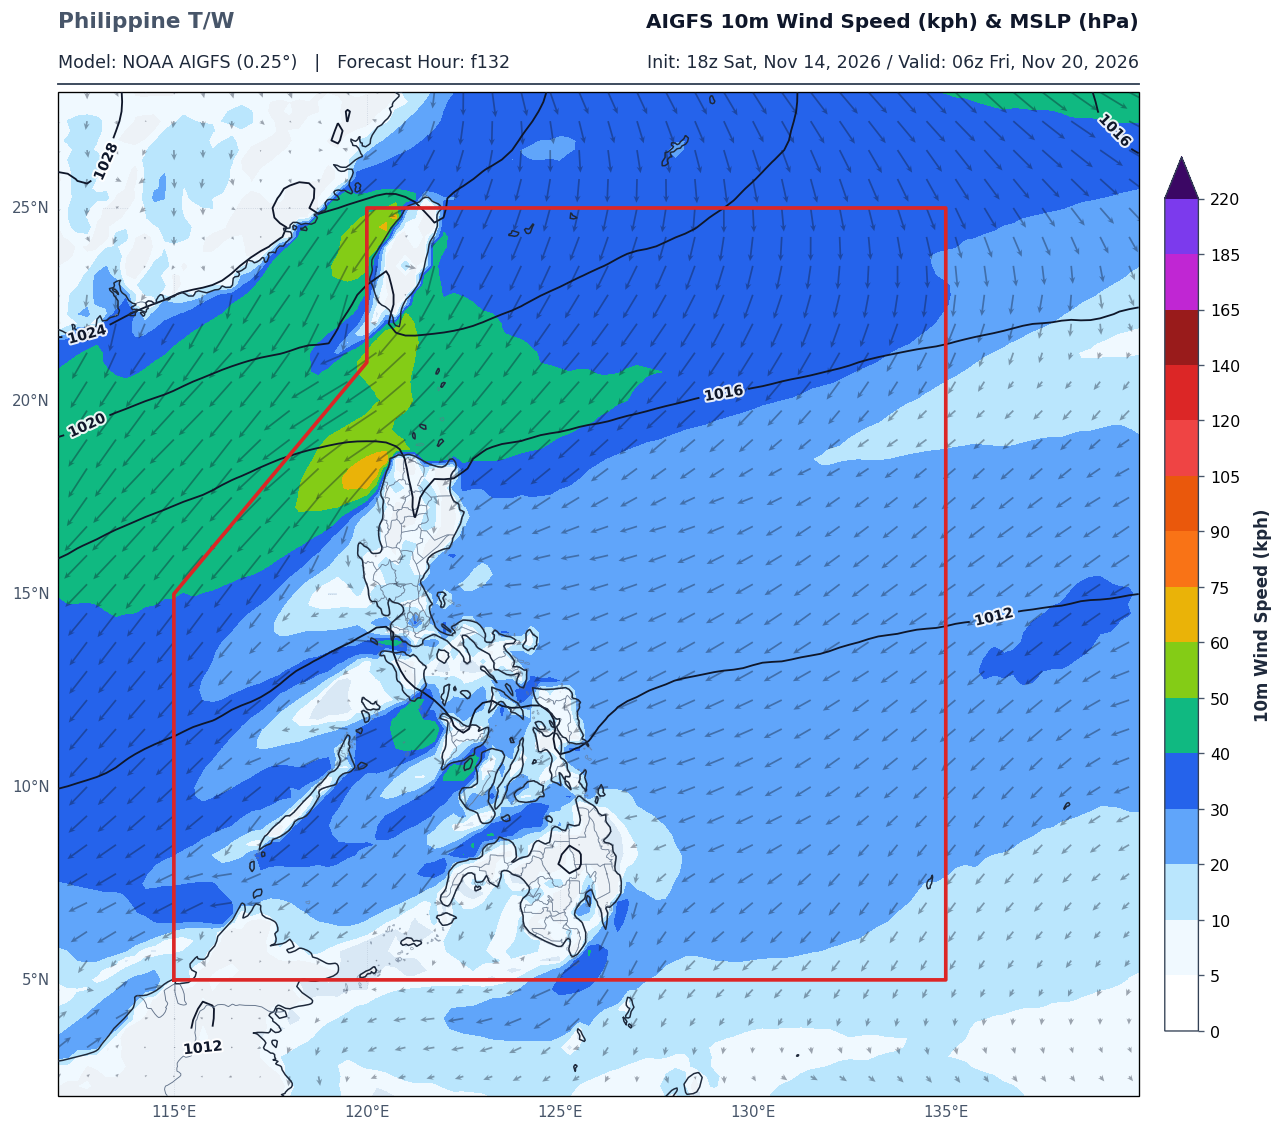 Philippine T/W
AIGFS 10m Wind Speed (kph) & MSLP (hPa)
Model: NOAA AIGFS (0.25°) | Forecast Hour: f132
Init: 18z Sat, Nov 14, 2026 / Valid: 06z Fri, Nov 20, 2026
1028
1016
25°N
1024
20°N
1016
1020
15°N
1012
10°N
5°N
1012
115°E
120°E
125°E
130°E
135°E
220
185
165
140
120
105
90
75
60
50
40
30
20
10
5
0
10m Wind Speed (kph)